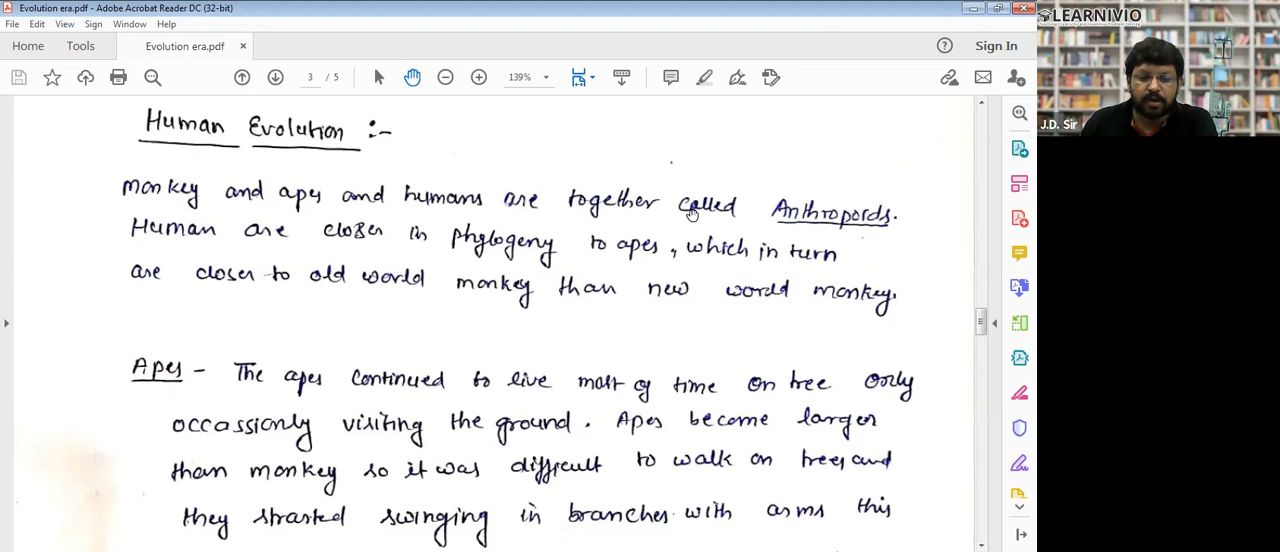 Evolution era.pdf - Adobe Acrobat Reader DC (32-bit)
File Edit View Sign Window Help
Home Tools Evolution era.pdf × Sign In
3 / 5 139%
LEARNIVIO
J.D. Sir
Human Evolution :-
Monkey and apes and humans are together called Anthropoids.
Human are closer in phylogeny to apes, which in turn
are closer to old world monkey than new world monkey.
Apes - The apes continued to live most of time on tree only
occassionly visiting the ground. Apes become larger
than monkey so it was difficult to walk on trees and
they strarted swinging in branches with arms this